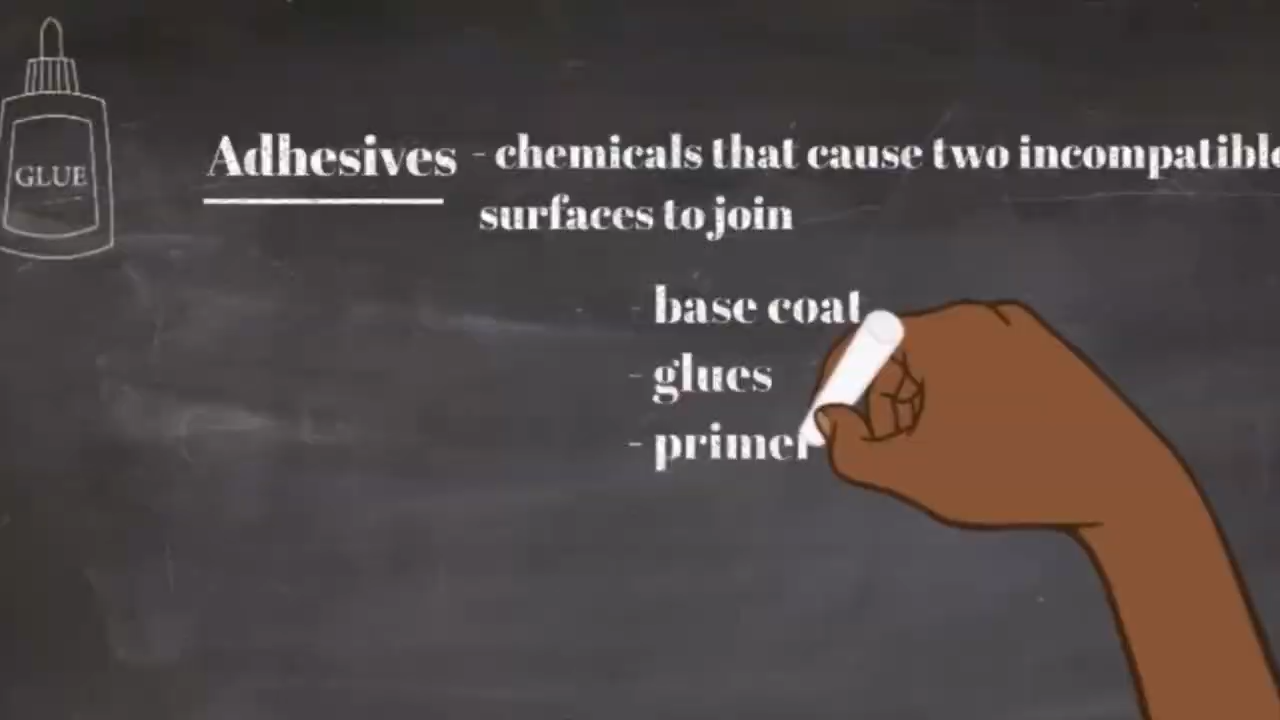 GLUE
Adhesives - chemicals that cause two incompatible
surfaces to join
- base coat
- glues
- primer